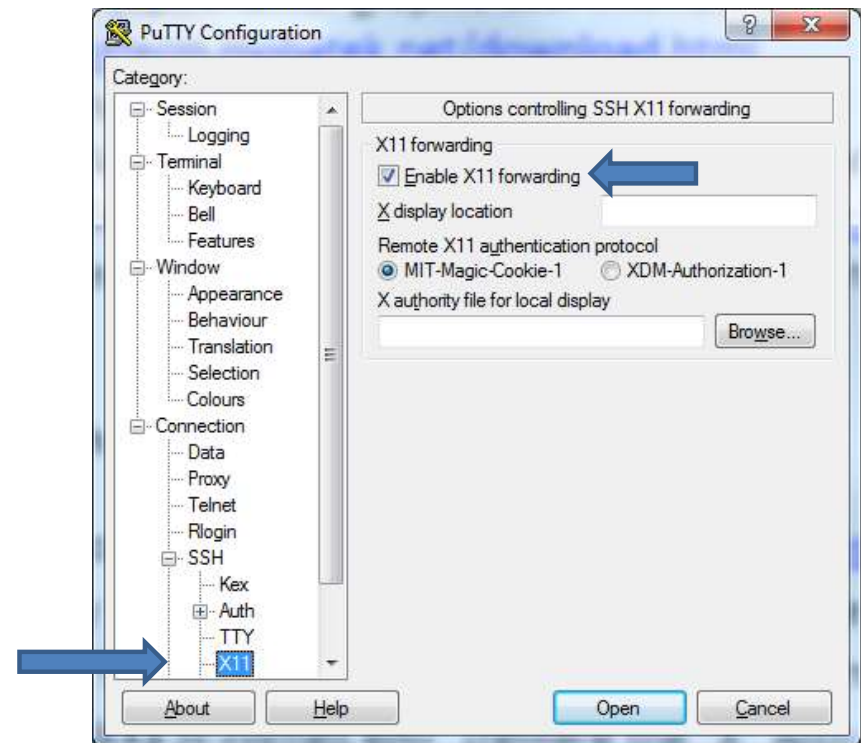 PuTTY Configuration
Category:
Session
Logging
Terminal
Keyboard
Bell
Features
Window
Appearance
Behaviour
Translation
Selection
Colours
Connection
Data
Proxy
Telnet
Rlogin
SSH
Kex
Auth
TTY
X11
Options controlling SSH X11 forwarding
X11 forwarding
Enable X11 forwarding
X display location
Remote X11 authentication protocol
MIT-Magic-Cookie-1 XDM-Authorization-1
X authority file for local display
Browse...
About Help Open Cancel